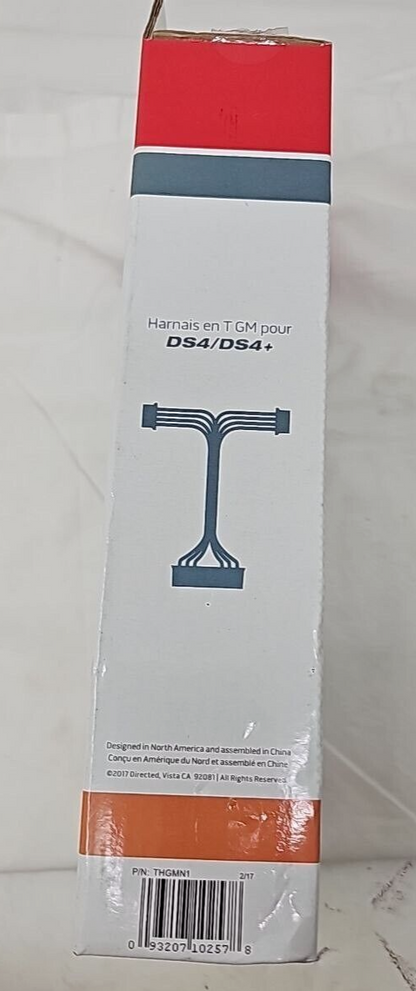 Harnais en T GM pour
DS4/DS4+
Designed in North America and assembled in China
Conçu en Amérique du Nord et assemblé en Chine
©2017 Directed, Vista CA 92081 | All Rights Reserved.
P/N: THGMN1 2/17
0 93207 10257 8